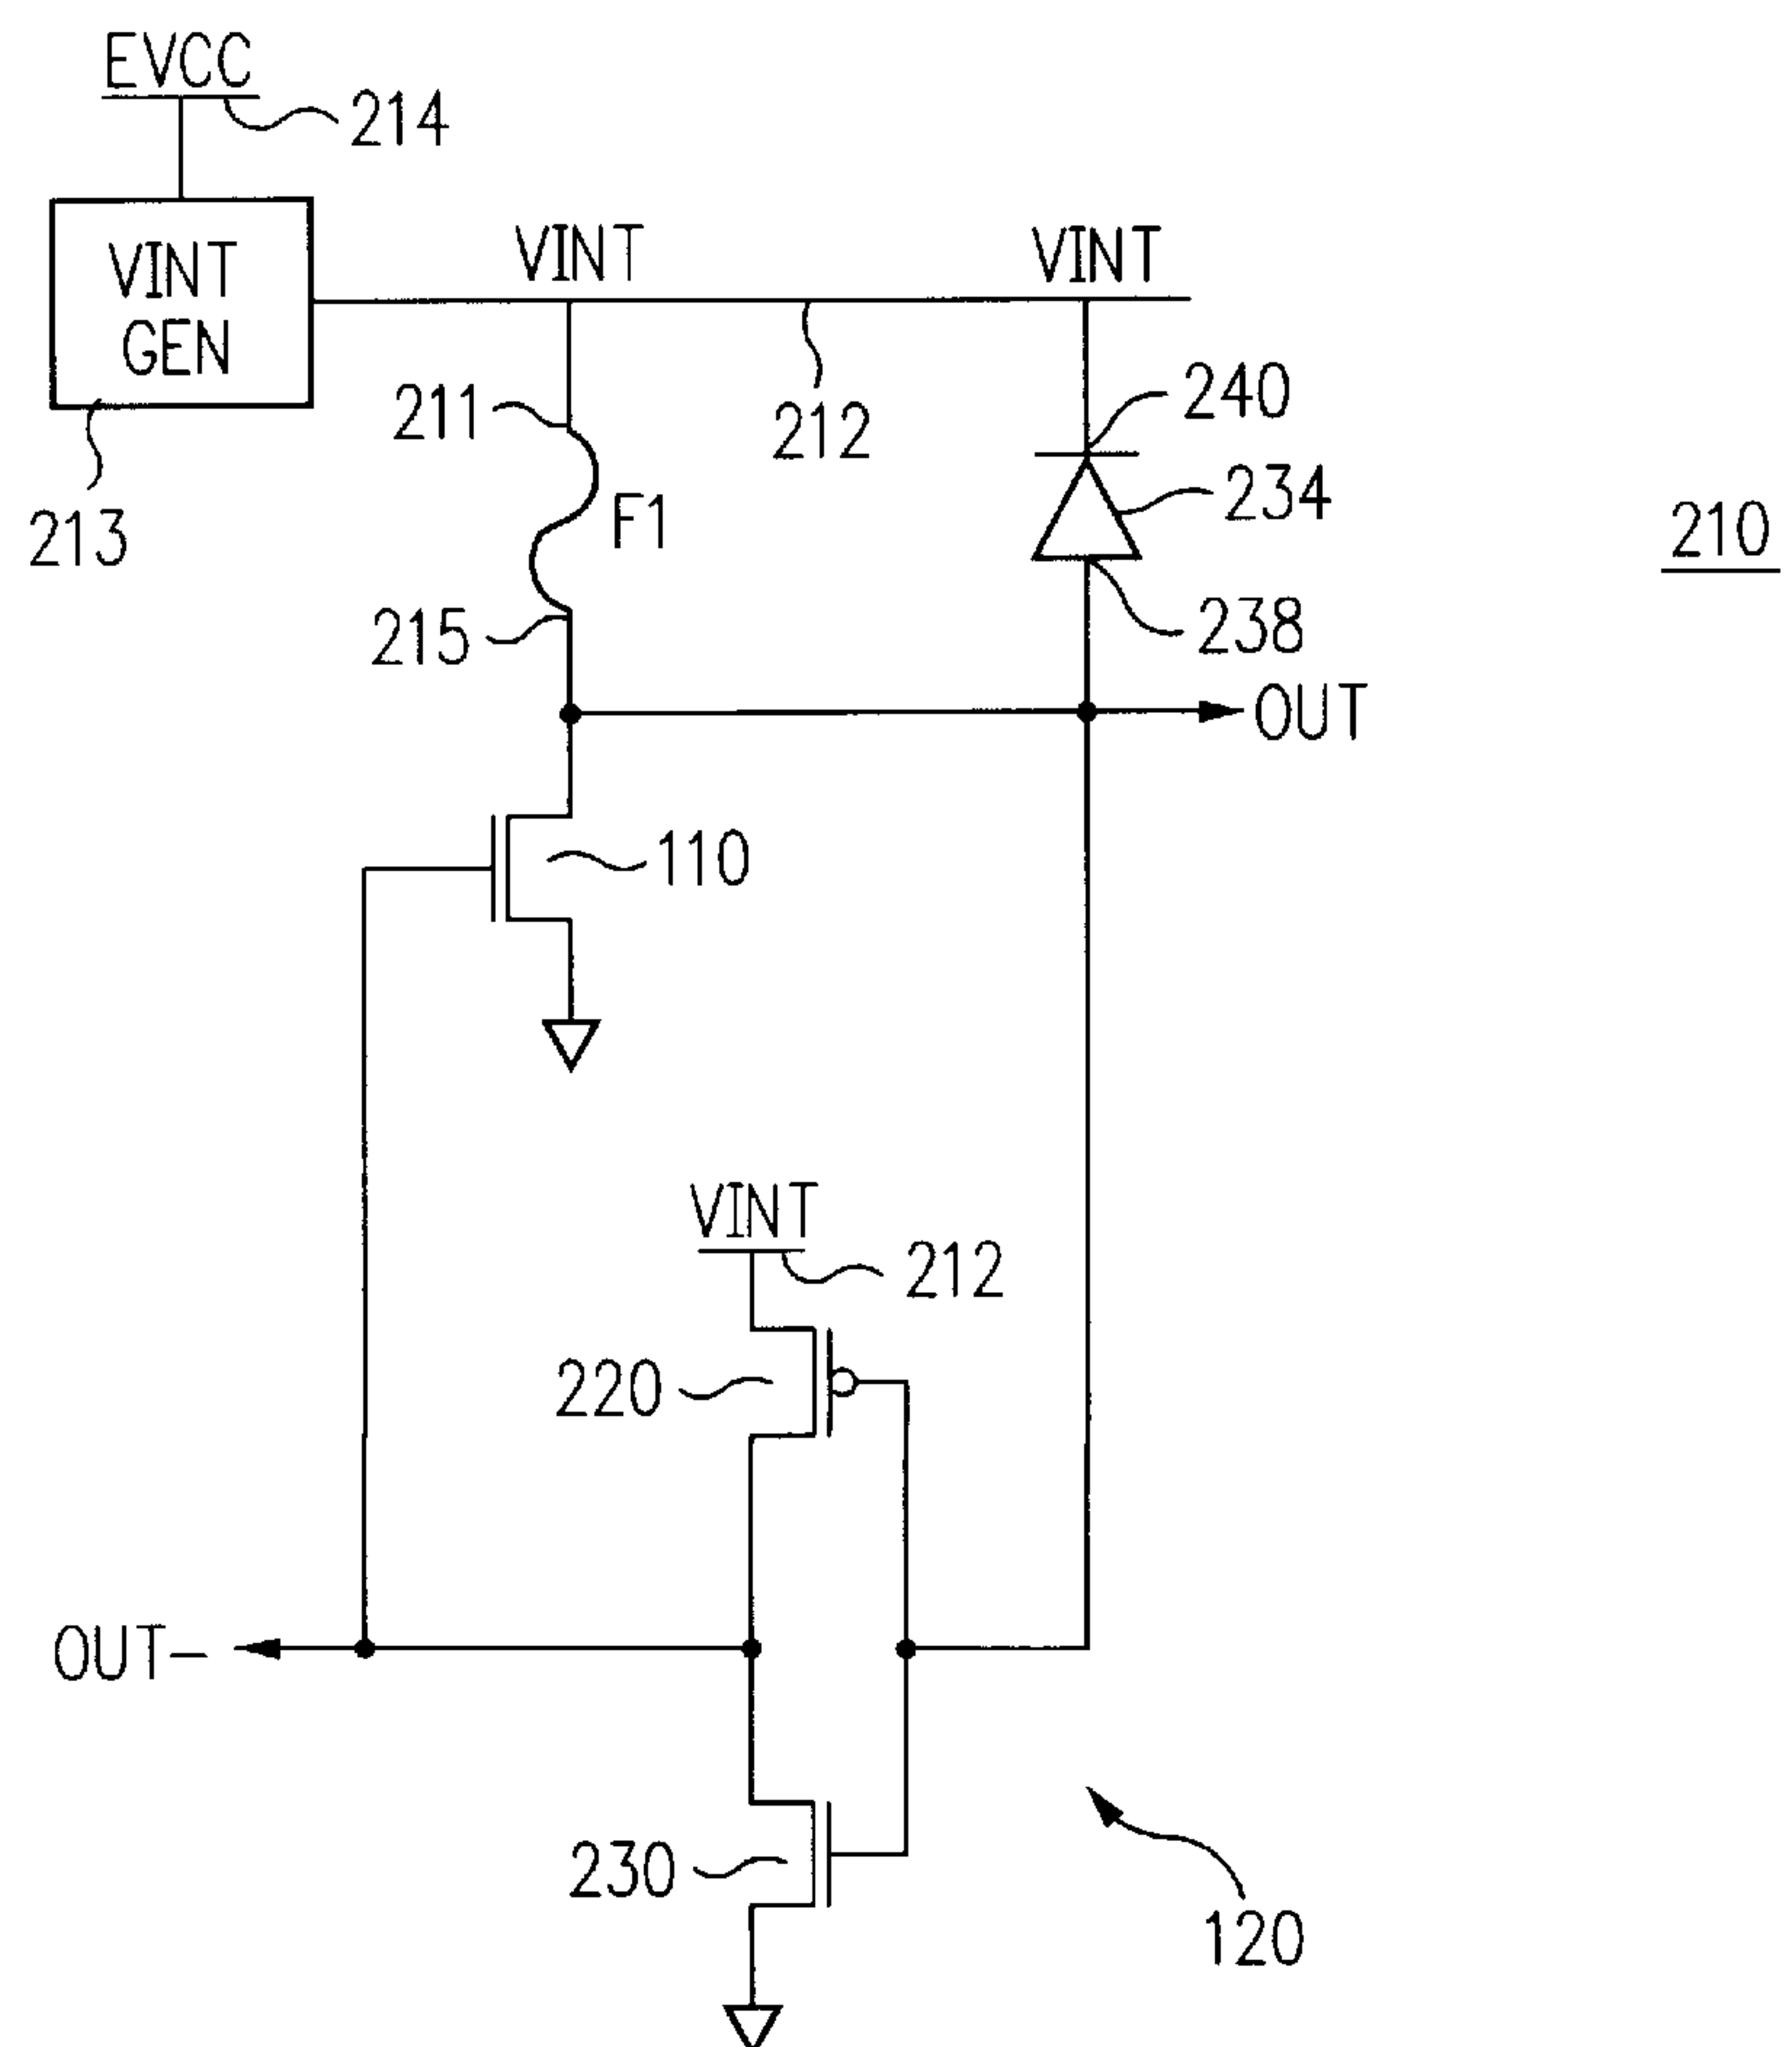 EVCC
214
VINT
GEN
VINT
VINT
211
212
240
234
213
F1
210
215
238
OUT
110
VINT
212
220
OUT-
230
120